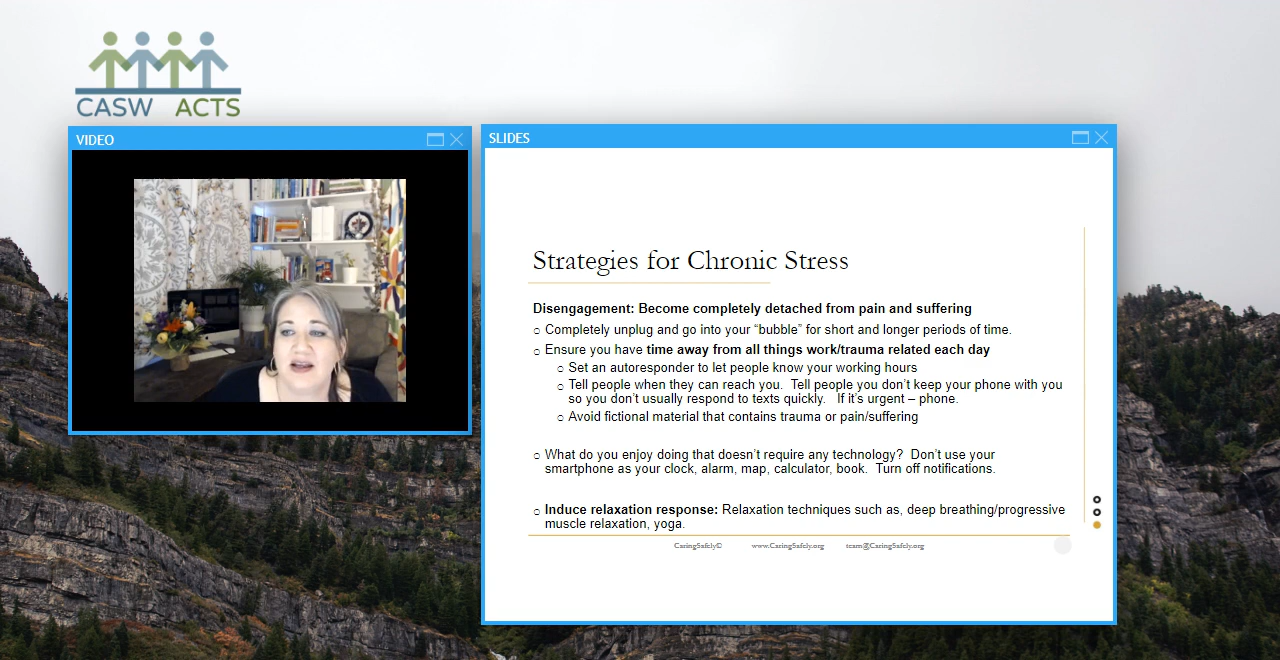 CASW ACTS
VIDEO
SLIDES
Strategies for Chronic Stress
Disengagement: Become completely detached from pain and suffering
○ Completely unplug and go into your “bubble” for short and longer periods of time.
○ Ensure you have time away from all things work/trauma related each day
○ Set an autoresponder to let people know your working hours
○ Tell people when they can reach you.  Tell people you don’t keep your phone with you
so you don’t usually respond to texts quickly.   If it’s urgent – phone.
○ Avoid fictional material that contains trauma or pain/suffering
○ What do you enjoy doing that doesn’t require any technology?  Don’t use your
smartphone as your clock, alarm, map, calculator, book.  Turn off notifications.
○ Induce relaxation response: Relaxation techniques such as, deep breathing/progressive
muscle relaxation, yoga.
CaringSafely© www.CaringSafely.org team@CaringSafely.org